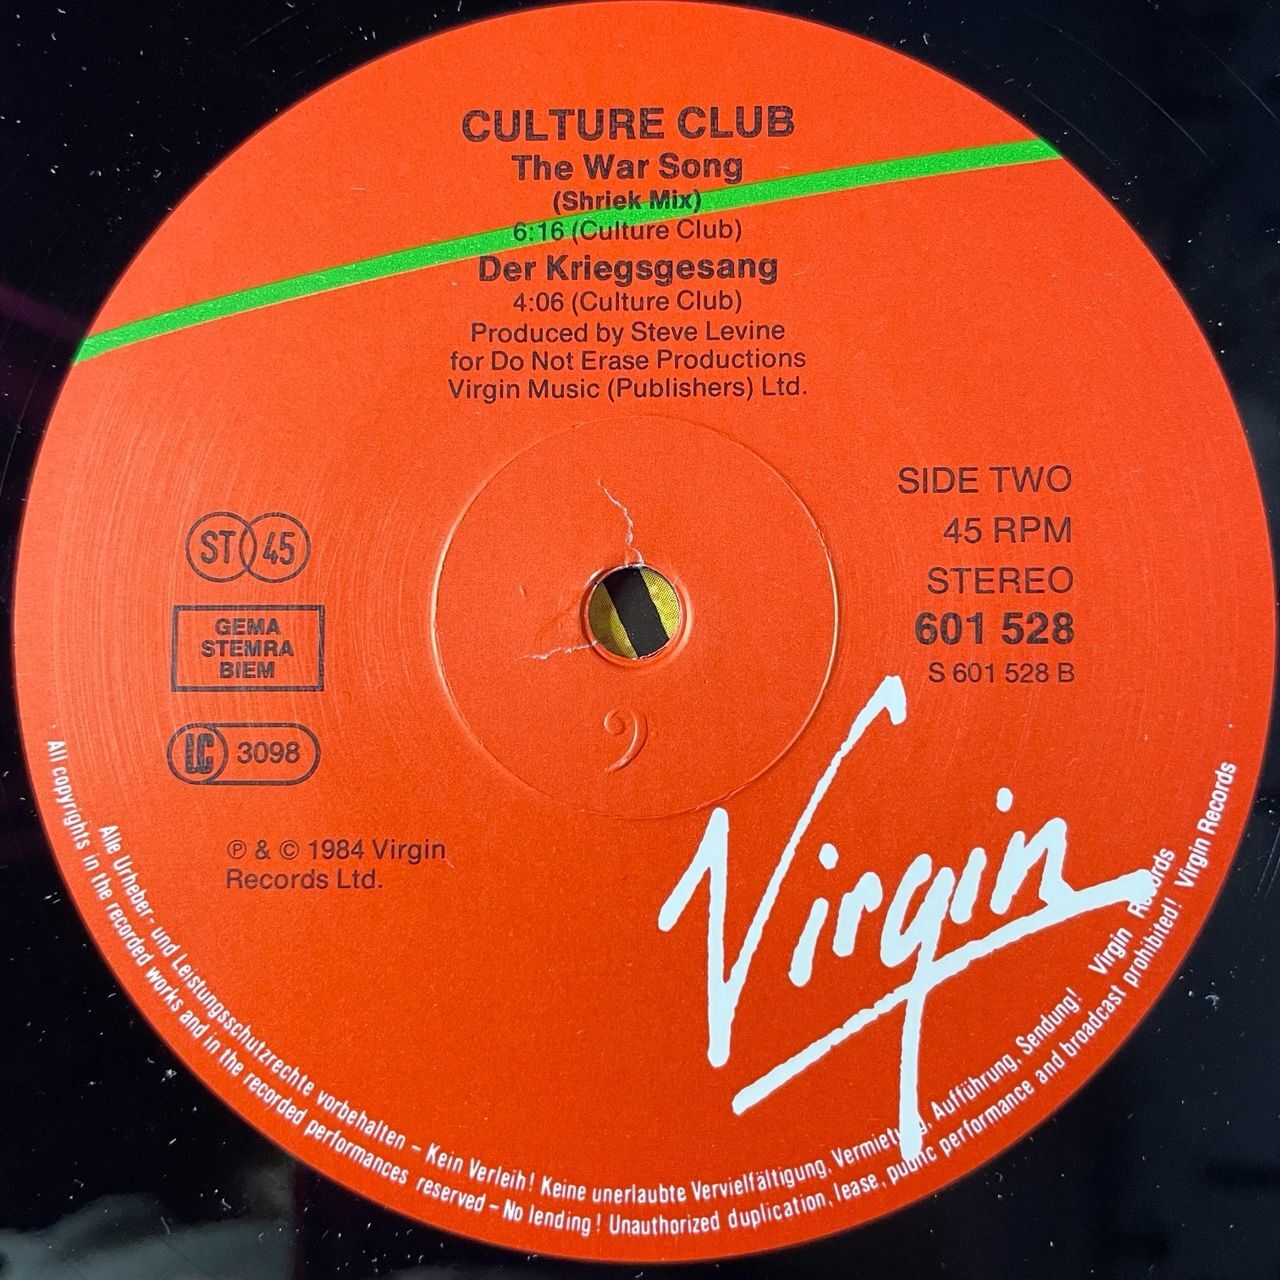 CULTURE CLUB
The War Song
(Shriek Mix)
6:16 (Culture Club)
Der Kriegsgesang
4:06 (Culture Club)
Produced by Steve Levine
for Do Not Erase Productions
Virgin Music (Publishers) Ltd.
SIDE TWO
45 RPM
STEREO
601 528
S 601 528 B
ST 45
GEMA
STEMRA
BIEM
LC 3098
℗ & © 1984 Virgin
Records Ltd.
Virgin
Alle Urheber- und Leistungsschutzrechte vorbehalten – Kein Verleih! Keine unerlaubte Vervielfältigung, Vermietung, Aufführung, Sendung! Virgin Records
All copyrights in the recorded works and in the recorded performances reserved – No lending! Unauthorized duplication, lease, public performance and broadcast prohibited! Virgin Records